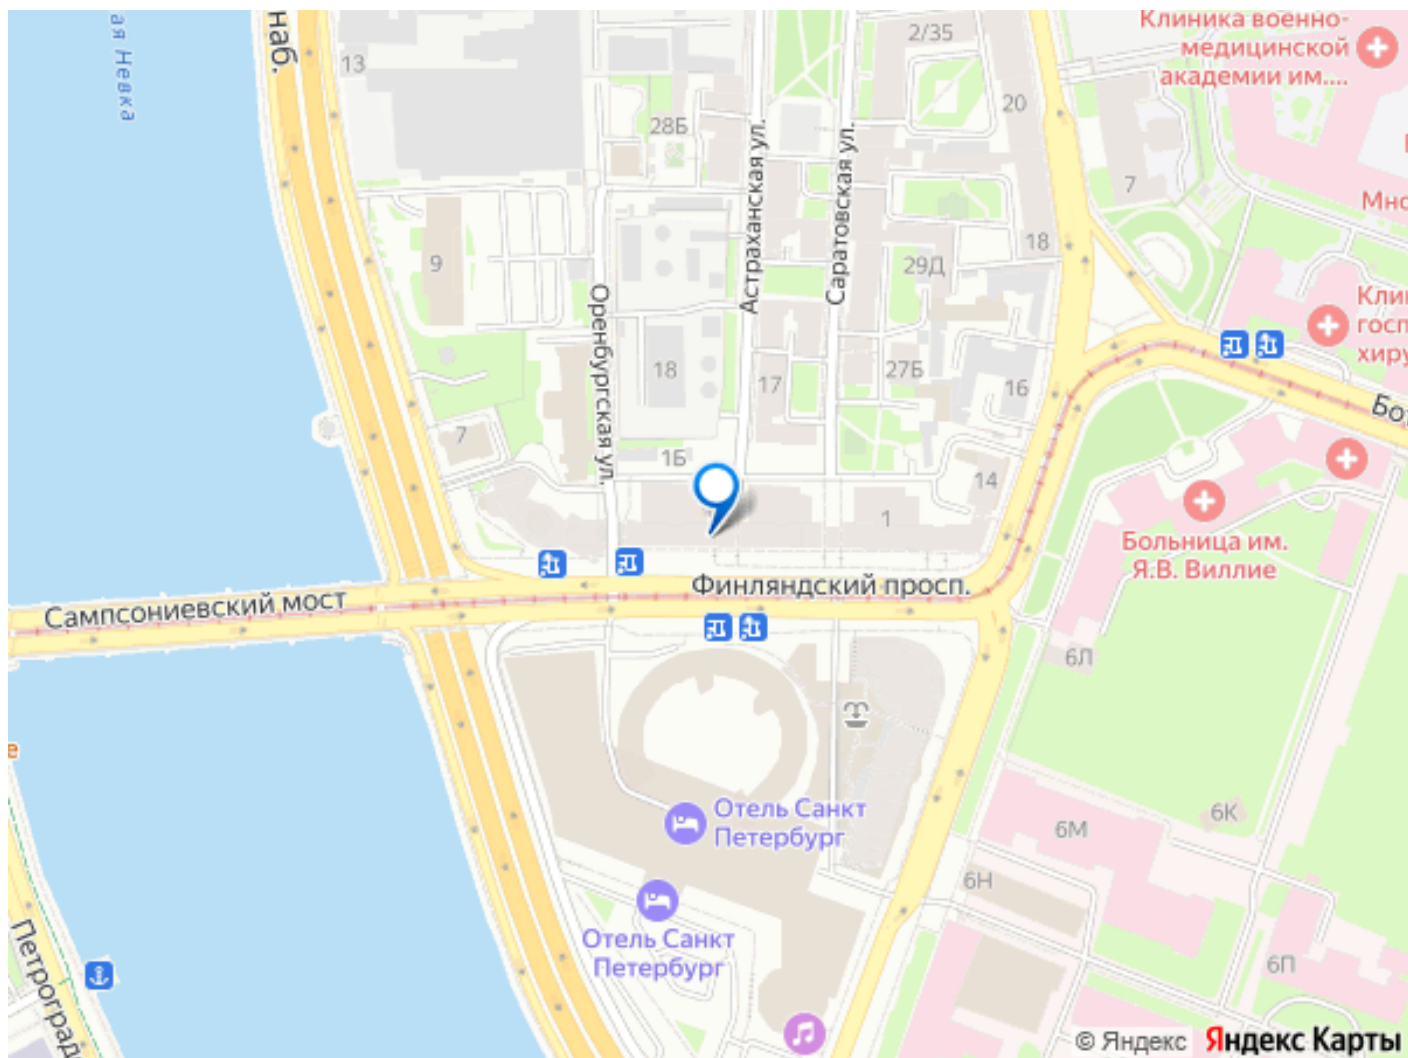 ая Невка
наб.
13
28Б
2/35
20
Клиника военно-
медицинской
академии им....
7
Мно
Астраханская ул.
Саратовская ул.
18
29Д
9
Оренбургская ул.
18
17
27Б
16
Кли
госп
хиру
Бот
7
1Б
14
1
Больница им.
Я.В. Виллие
Финляндский просп.
Сампсониевский мост
6Л
Отель Санкт
Петербург
6К
6М
6Н
Отель Санкт
Петербург
6П
Петроград
© Яндекс
Яндекс Карты